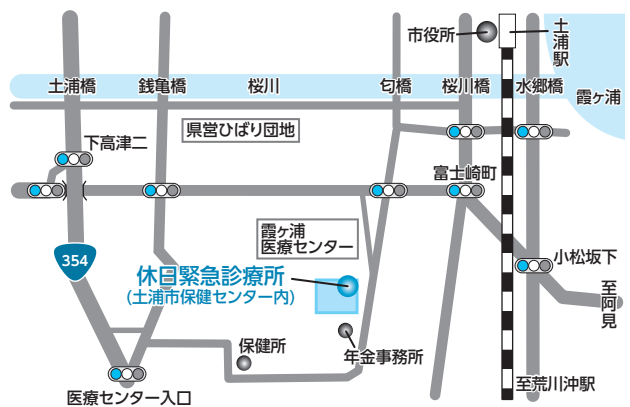 市役所
土浦駅
土浦橋
銭亀橋
桜川
匂橋
桜川橋
水郷橋
霞ヶ浦
県営ひばり団地
下高津二
富士崎町
霞ヶ浦
医療センター
354
小松坂下
休日緊急診療所
(土浦市保健センター内)
至阿見
保健所
年金事務所
至荒川沖駅
医療センター入口